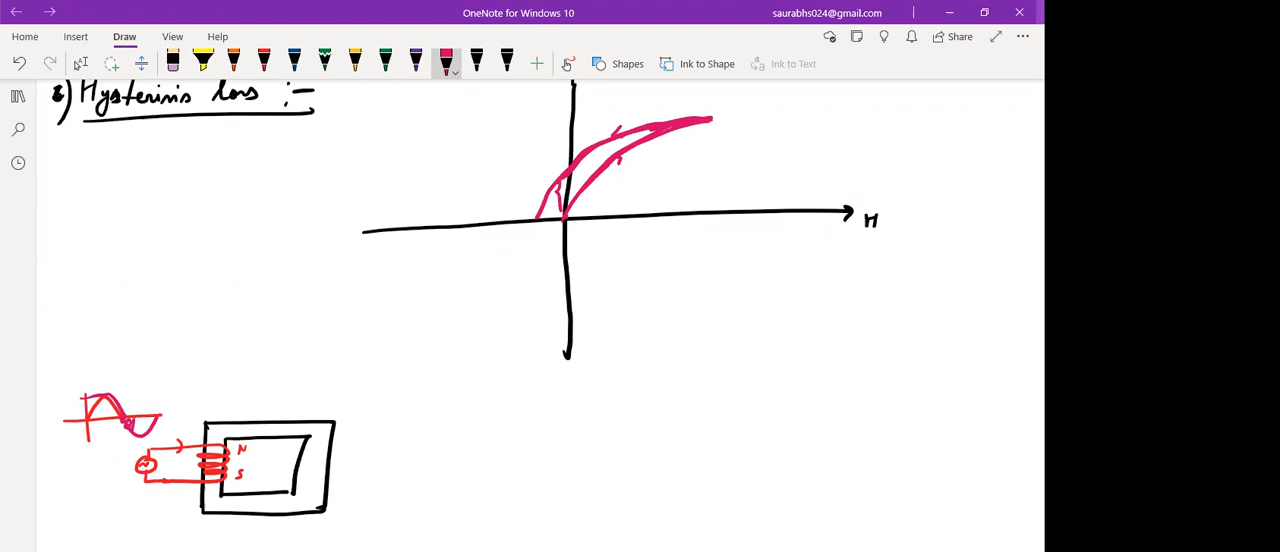 OneNote for Windows 10
saurabhs024@gmail.com
Home Insert Draw View Help
Share
Shapes Ink to Shape Ink to Text
Hysterisis loss :-
H
N
S